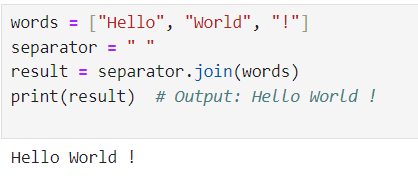 words = ["Hello", "World", "!"]
separator = " "
result = separator.join(words)
print(result)  # Output: Hello World !
Hello World !